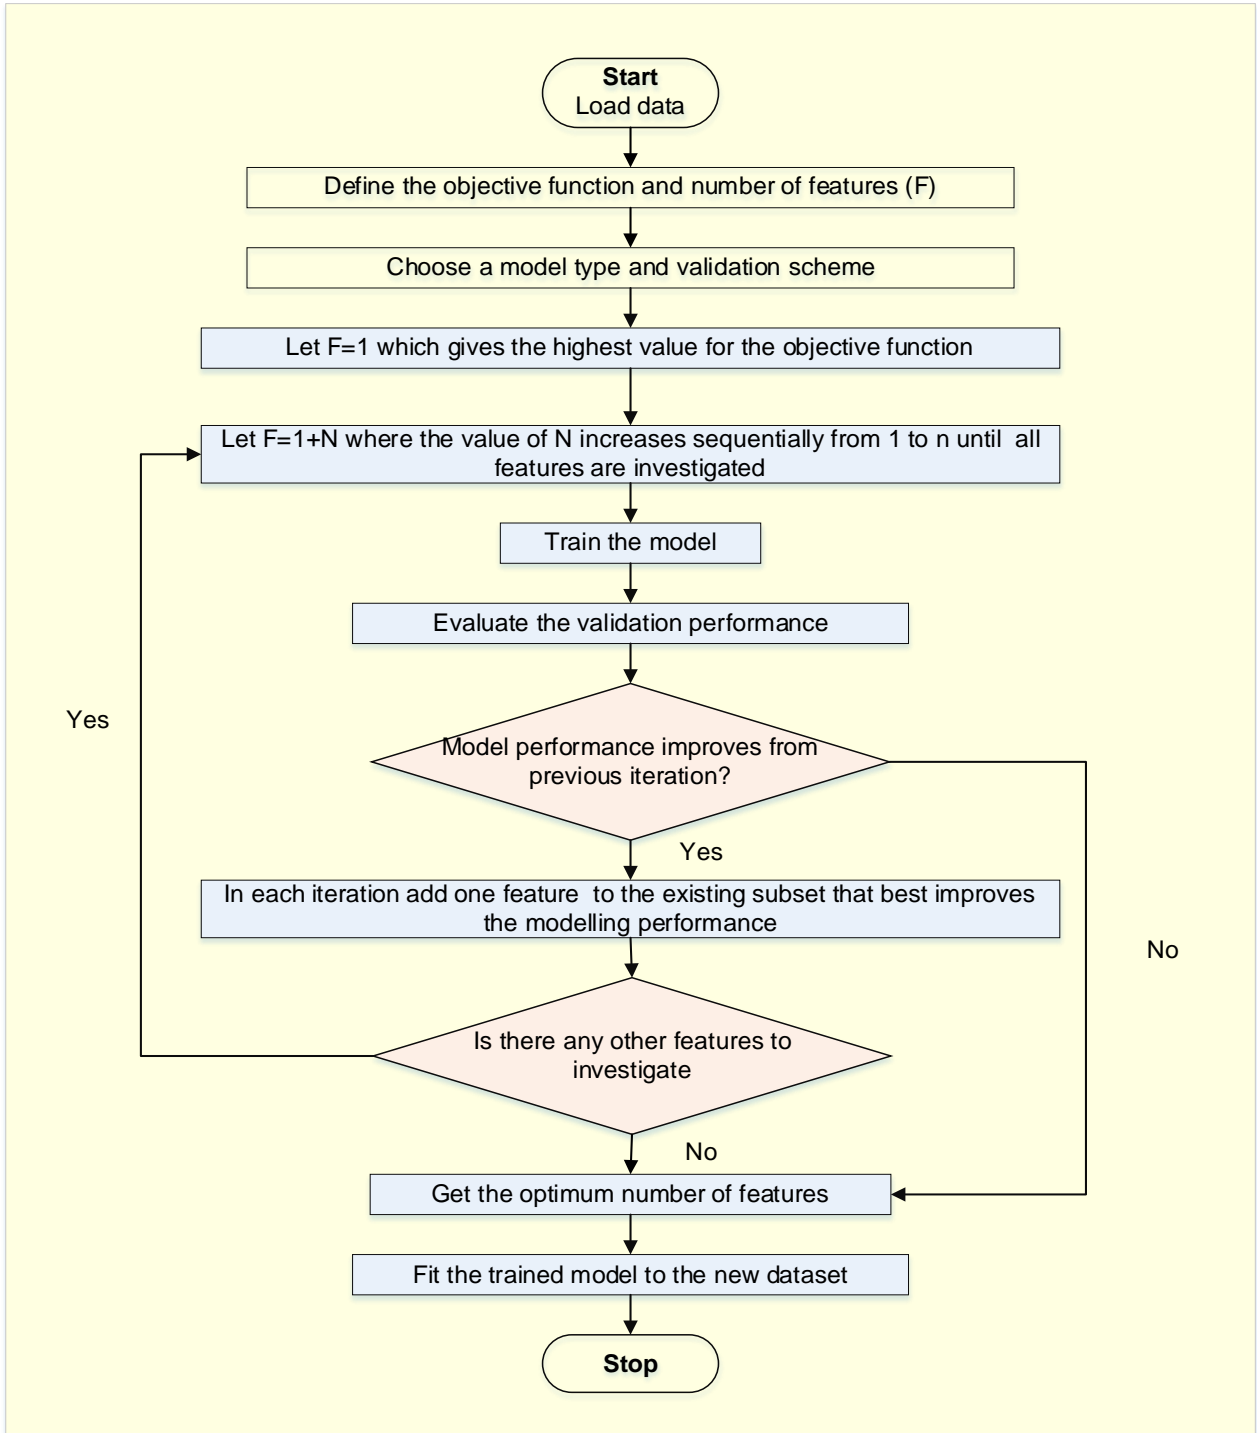 Start
Load data
Define the objective function and number of features (F)
Choose a model type and validation scheme
Let F=1 which gives the highest value for the objective function
Let F=1+N where the value of N increases sequentially from 1 to n until  all
features are investigated
Train the model
Evaluate the validation performance
Yes
Model performance improves from
previous iteration?
Yes
In each iteration add one feature  to the existing subset that best improves
the modelling performance
No
Is there any other features to
investigate
No
Get the optimum number of features
Fit the trained model to the new dataset
Stop